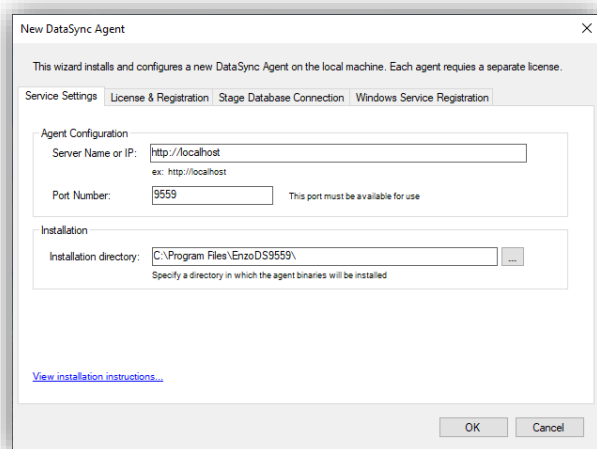 New DataSync Agent
This wizard installs and configures a new DataSync Agent on the local machine. Each agent requies a separate license.
Service Settings License & Registration Stage Database Connection Windows Service Registration
Agent Configuration
Server Name or IP: http://localhost
ex: http://localhost
Port Number: 9559 This port must be available for use
Installation
Installation directory: C:\Program Files\EnzoDS9559\ ...
Specify a directory in which the agent binaries will be installed
View installation instructions...
OK Cancel